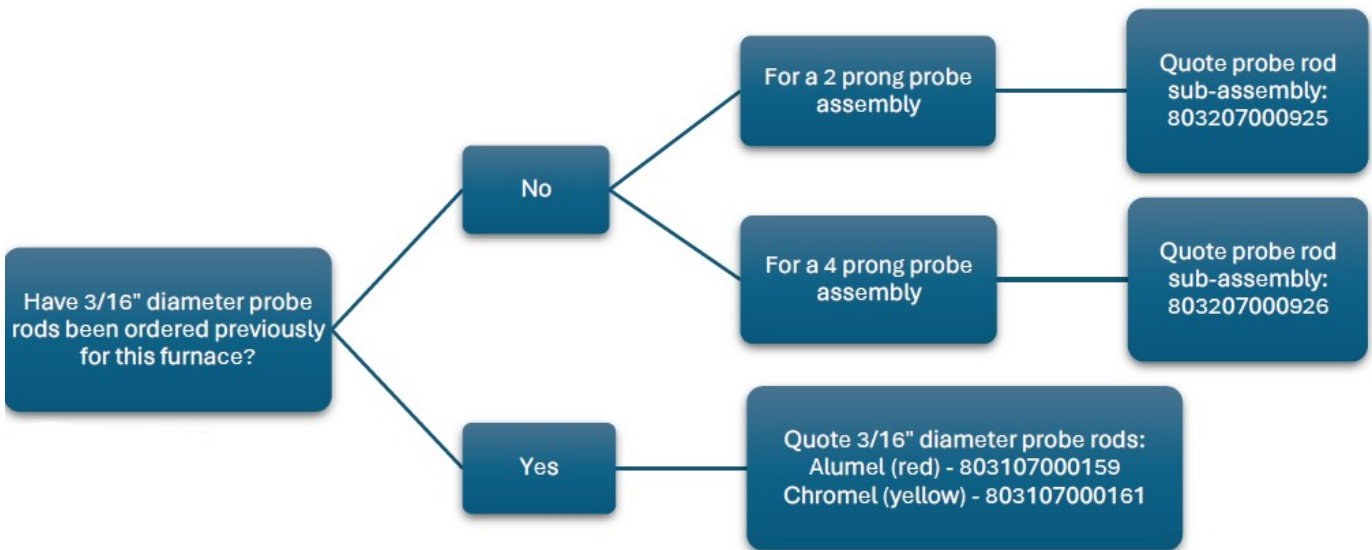 Have 3/16" diameter probe
rods been ordered previously
for this furnace?
No
For a 2 prong probe
assembly
Quote probe rod
sub-assembly:
803207000925
For a 4 prong probe
assembly
Quote probe rod
sub-assembly:
803207000926
Yes
Quote 3/16" diameter probe rods:
Alumel (red) - 803107000159
Chromel (yellow) - 803107000161